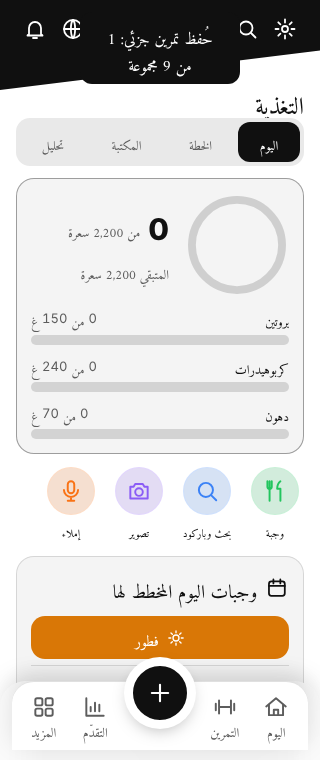 حُفظ تمرين جزئي: 1
من 9 مجموعة
التغذية
اليوم
الخطة
المكتبة
تحليل
0 من 2,200 سعرة
المتبقي 2,200 سعرة
بروتين
0 من 150 غ
كربوهيدرات
0 من 240 غ
دهون
0 من 70 غ
وجبة
بحث وباركود
تصوير
إملاء
وجبات اليوم المخطط لها
فطور
اليوم
التمرين
التقدّم
المزيد